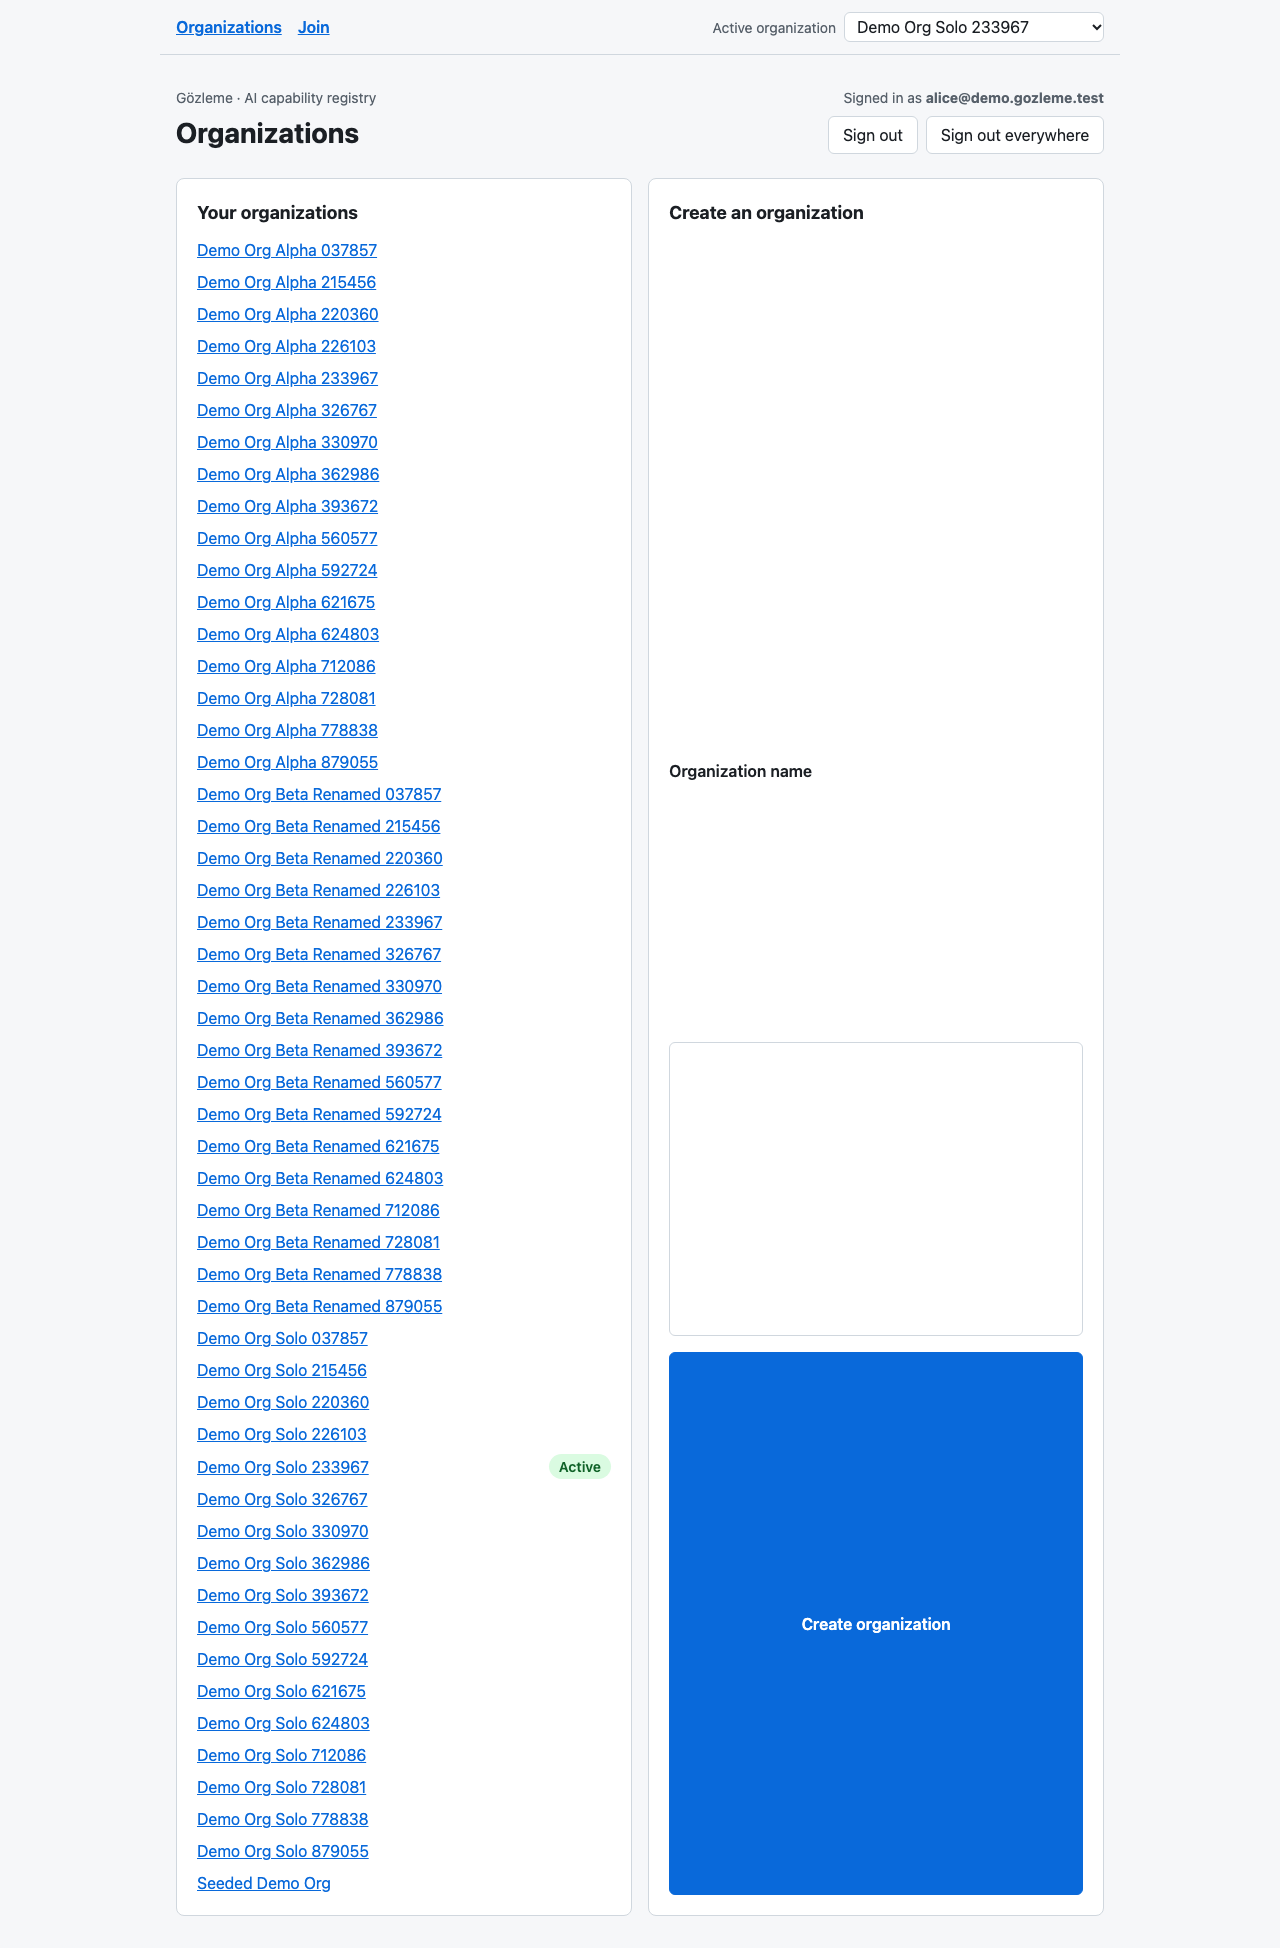 Organizations Join Active organization Demo Org Solo 233967
Gözleme · AI capability registry
Signed in as alice@demo.gozleme.test
Organizations
Sign out Sign out everywhere
Your organizations
Demo Org Alpha 037857
Demo Org Alpha 215456
Demo Org Alpha 220360
Demo Org Alpha 226103
Demo Org Alpha 233967
Demo Org Alpha 326767
Demo Org Alpha 330970
Demo Org Alpha 362986
Demo Org Alpha 393672
Demo Org Alpha 560577
Demo Org Alpha 592724
Demo Org Alpha 621675
Demo Org Alpha 624803
Demo Org Alpha 712086
Demo Org Alpha 728081
Demo Org Alpha 778838
Demo Org Alpha 879055
Demo Org Beta Renamed 037857
Demo Org Beta Renamed 215456
Demo Org Beta Renamed 220360
Demo Org Beta Renamed 226103
Demo Org Beta Renamed 233967
Demo Org Beta Renamed 326767
Demo Org Beta Renamed 330970
Demo Org Beta Renamed 362986
Demo Org Beta Renamed 393672
Demo Org Beta Renamed 560577
Demo Org Beta Renamed 592724
Demo Org Beta Renamed 621675
Demo Org Beta Renamed 624803
Demo Org Beta Renamed 712086
Demo Org Beta Renamed 728081
Demo Org Beta Renamed 778838
Demo Org Beta Renamed 879055
Demo Org Solo 037857
Demo Org Solo 215456
Demo Org Solo 220360
Demo Org Solo 226103
Demo Org Solo 233967 Active
Demo Org Solo 326767
Demo Org Solo 330970
Demo Org Solo 362986
Demo Org Solo 393672
Demo Org Solo 560577
Demo Org Solo 592724
Demo Org Solo 621675
Demo Org Solo 624803
Demo Org Solo 712086
Demo Org Solo 728081
Demo Org Solo 778838
Demo Org Solo 879055
Seeded Demo Org
Create an organization
Organization name
Create organization